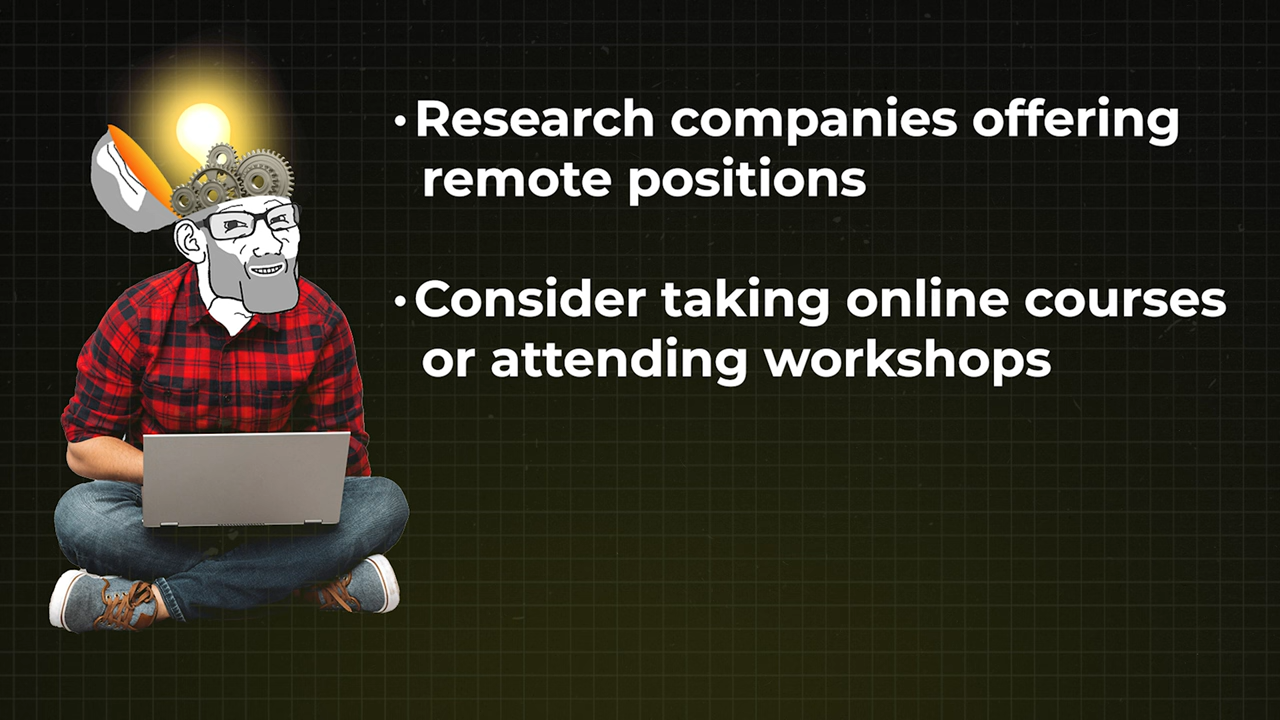 • Research companies offering
remote positions
• Consider taking online courses
or attending workshops